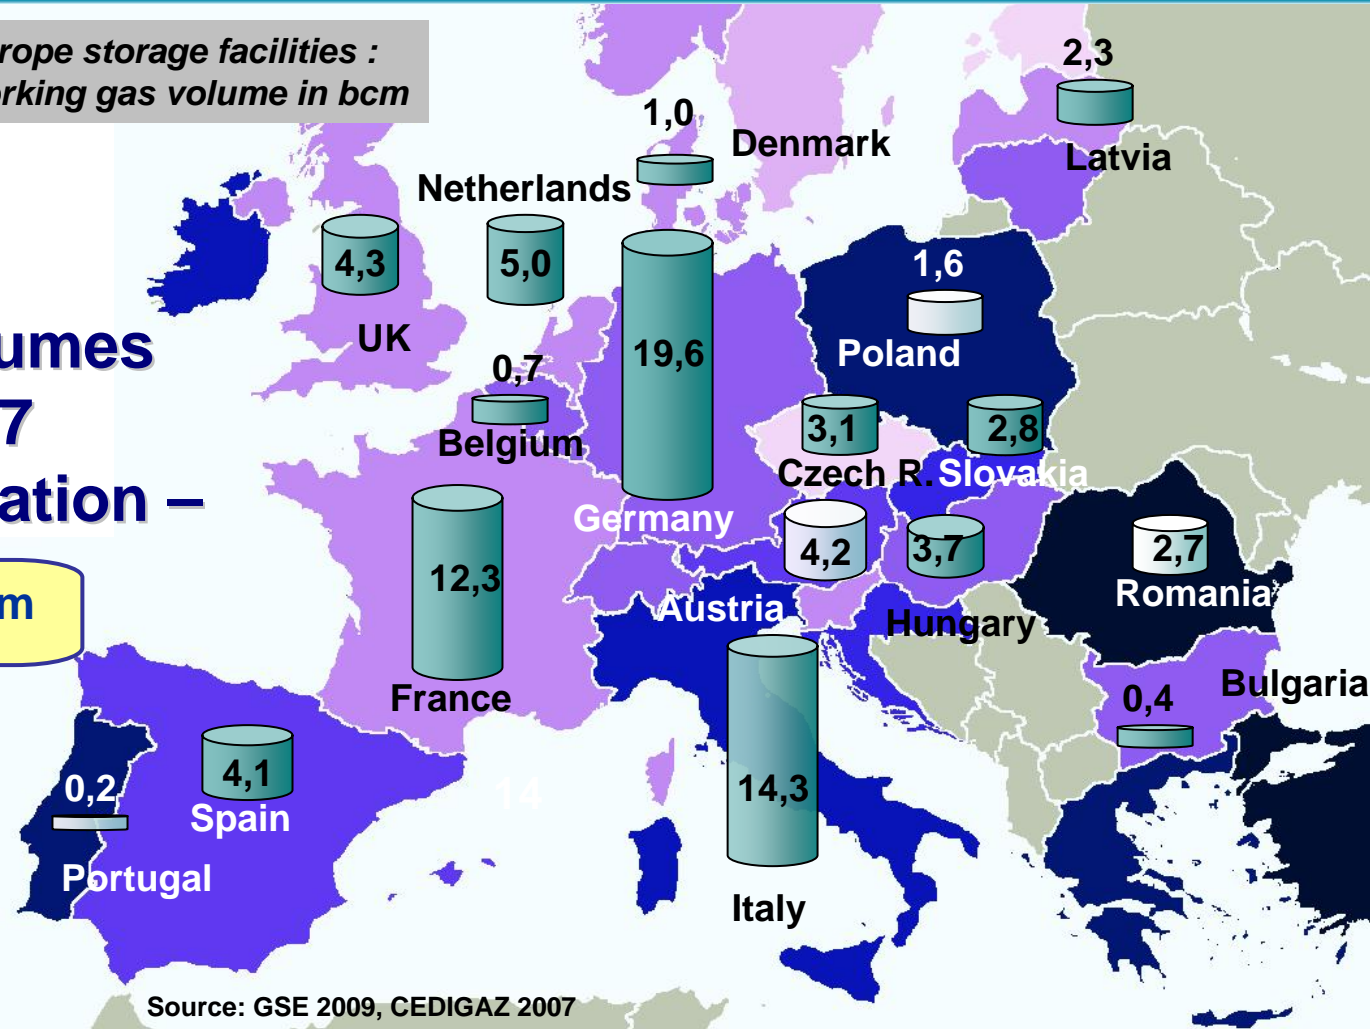 rope storage facilities :
orking gas volume in bcm
2,3
1,0
Denmark
Latvia
Netherlands
4,3
5,0
1,6
UK
19,6
Poland
umes
0,7
7
Belgium
3,1
2,8
Czech R.
Slovakia
ation –
Germany
4,2
3,7
2,7
12,3
m
Austria
Romania
Hungary
France
Bulgaria
0,4
4,1
14
14,3
0,2
Spain
Portugal
Italy
Source: GSE 2009, CEDIGAZ 2007